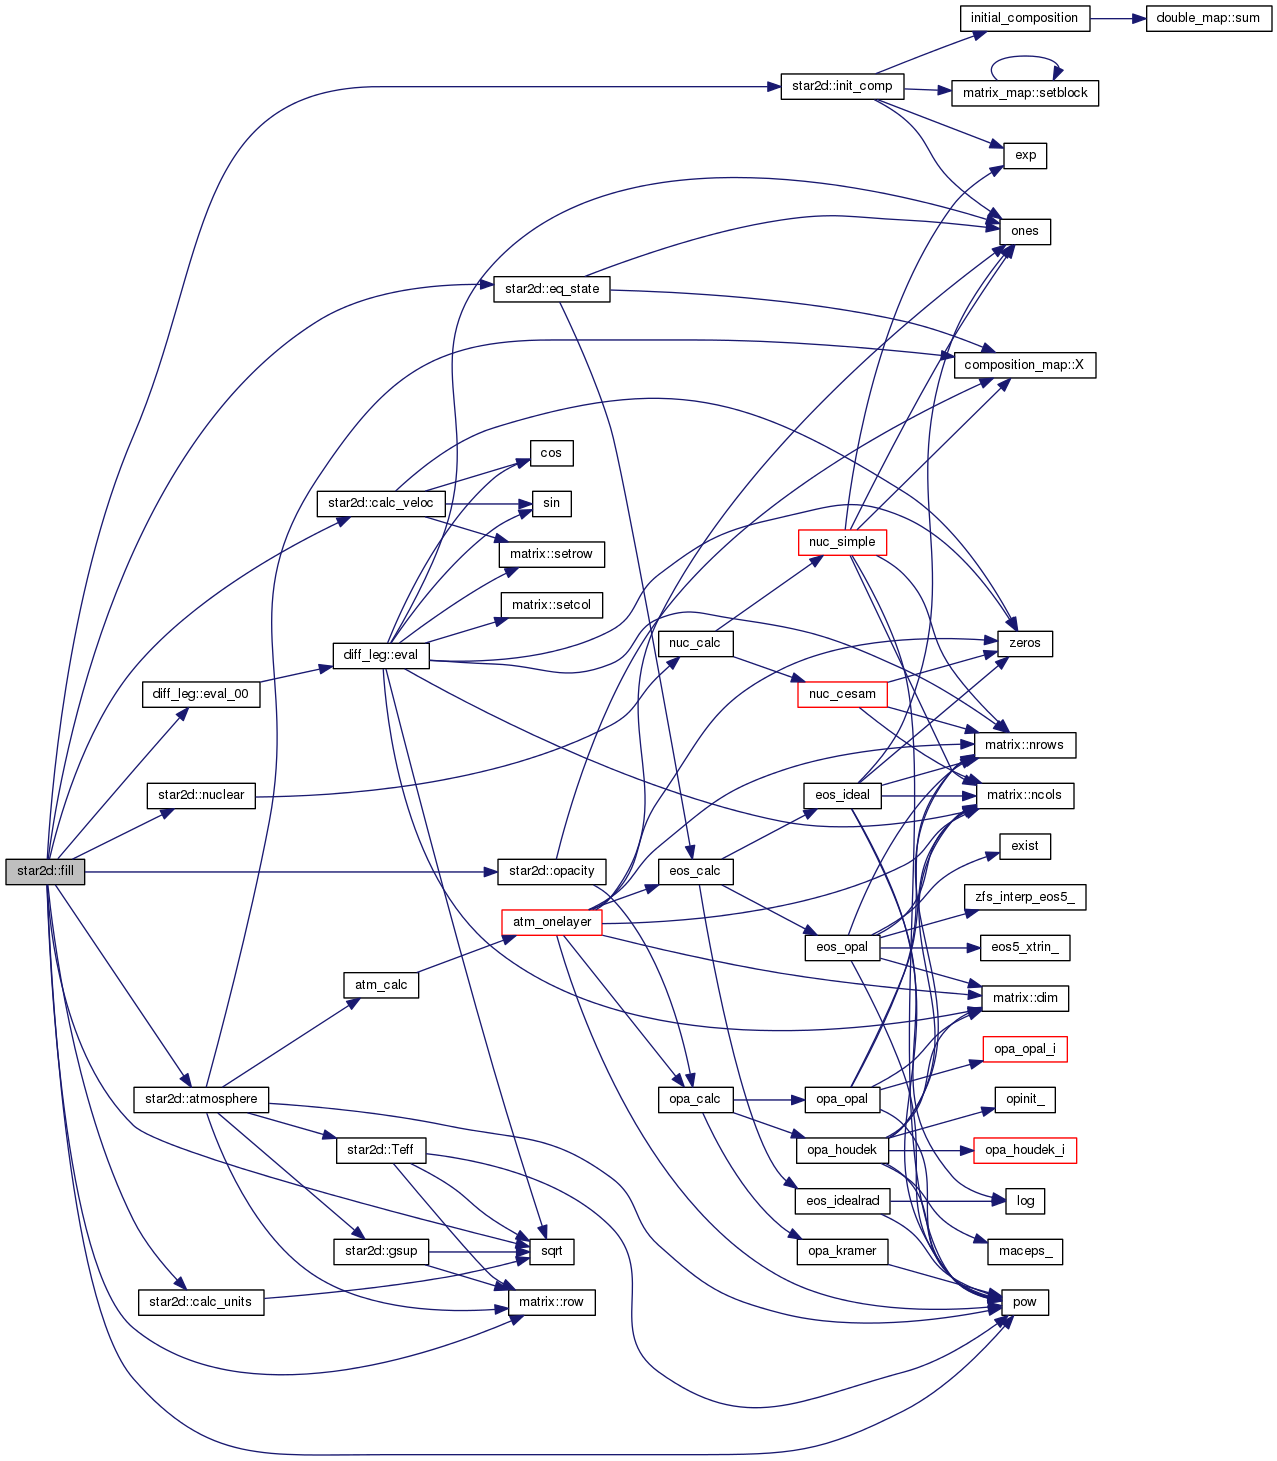 initial_composition
double_map::sum
star2d::init_comp
matrix_map::setblock
exp
ones
star2d::eq_state
composition_map::X
cos
star2d::calc_veloc
sin
nuc_simple
matrix::setrow
matrix::setcol
nuc_calc
zeros
diff_leg::eval
diff_leg::eval_00
nuc_cesam
matrix::nrows
star2d::nuclear
eos_ideal
matrix::ncols
exist
star2d::fill
star2d::opacity
eos_calc
zfs_interp_eos5_
atm_onelayer
eos_opal
eos5_xtrin_
atm_calc
matrix::dim
opa_opal_i
star2d::atmosphere
opa_calc
opa_opal
opinit_
star2d::Teff
opa_houdek
opa_houdek_i
eos_idealrad
log
star2d::gsup
sqrt
opa_kramer
maceps_
star2d::calc_units
matrix::row
pow